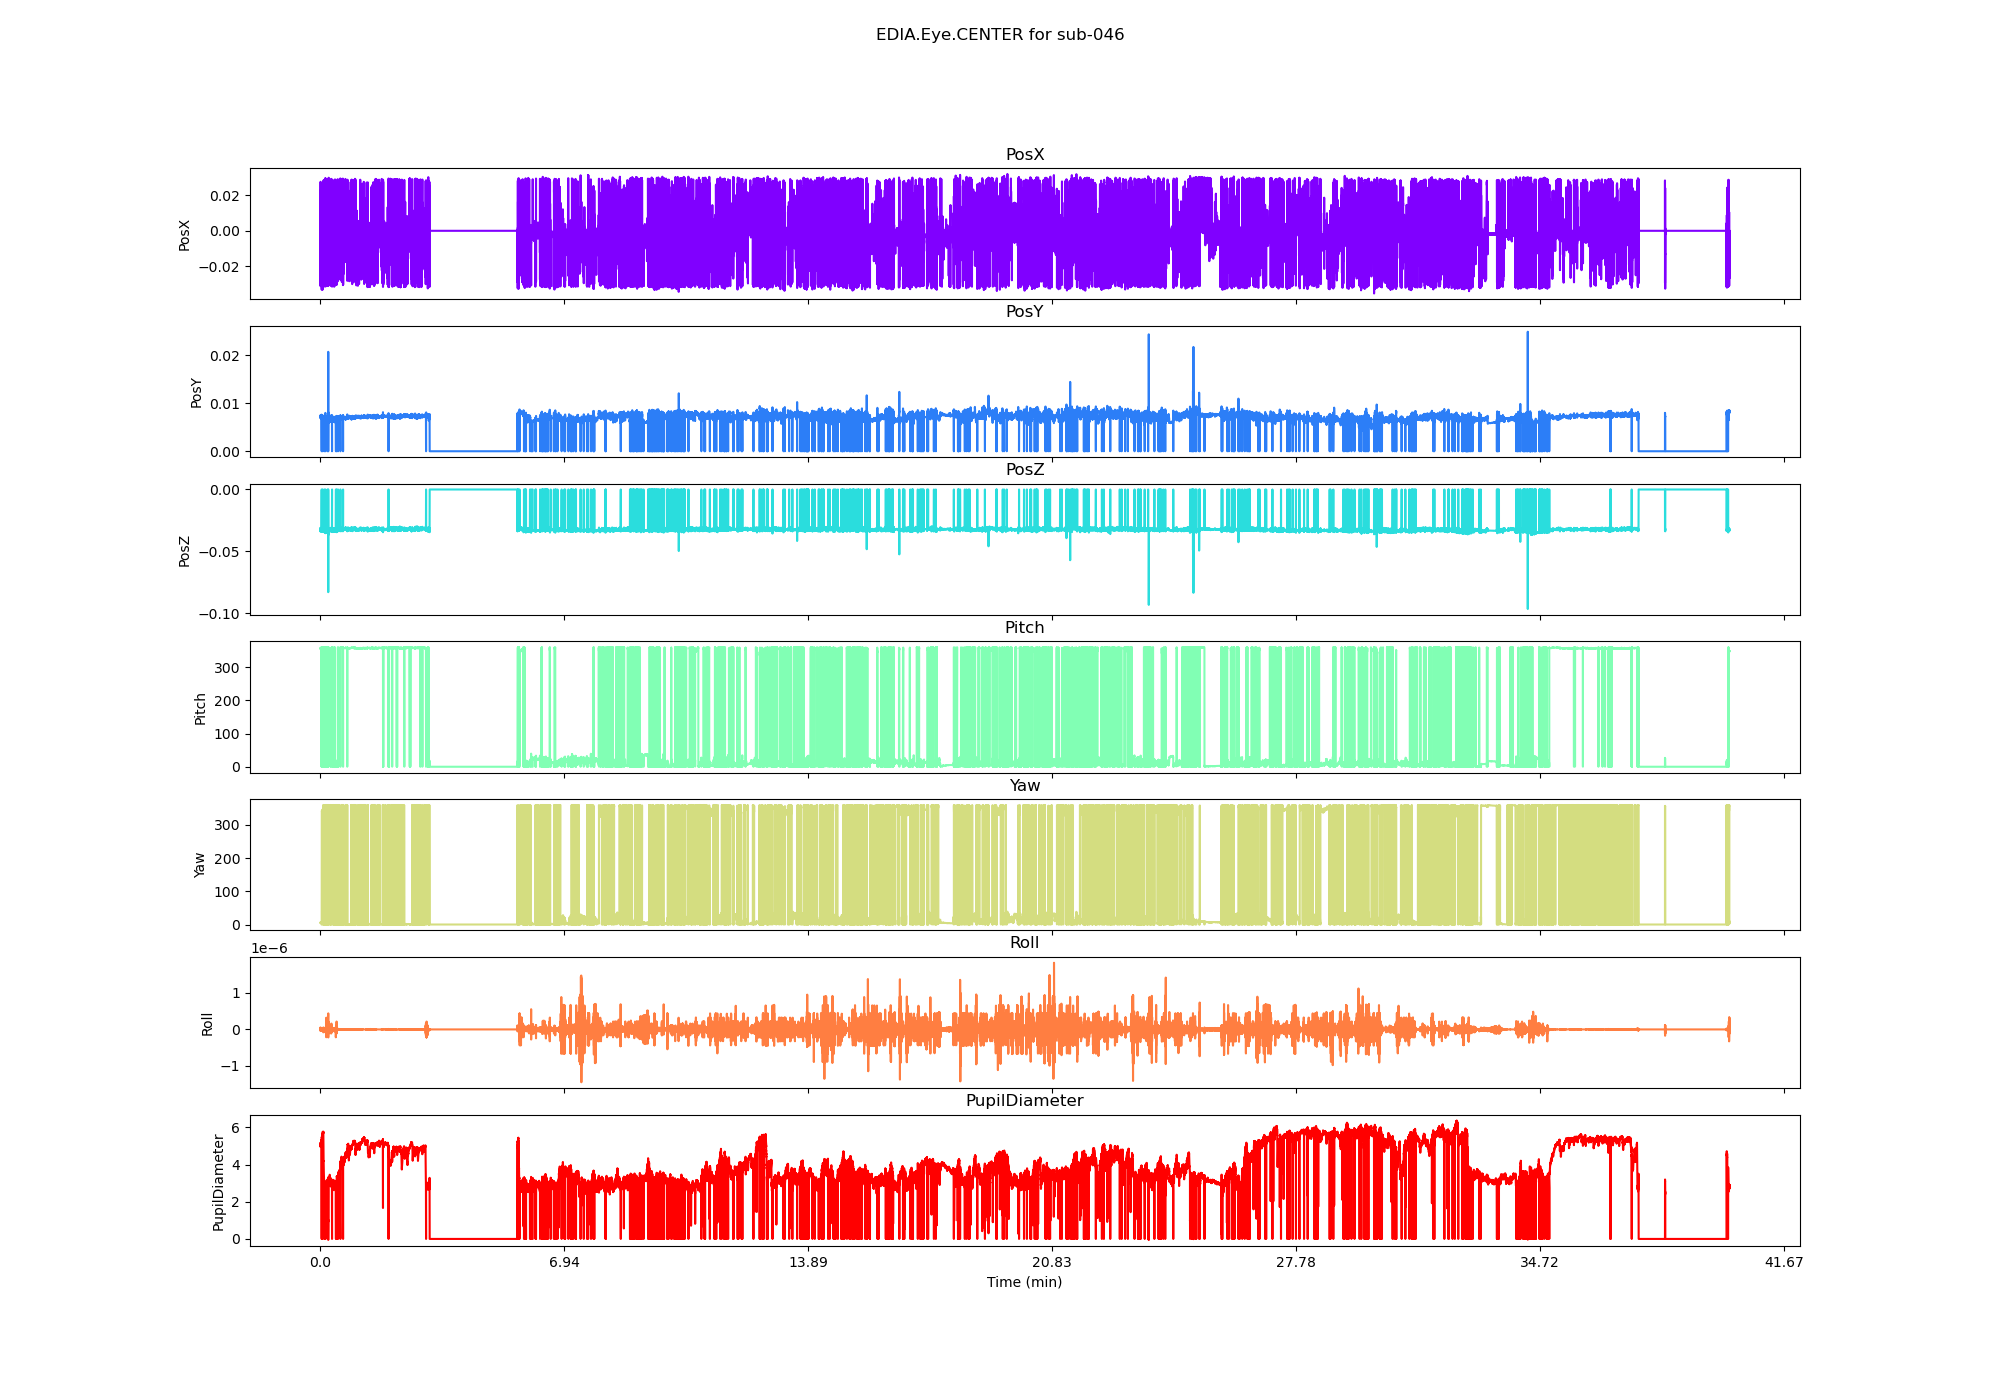 EDIA.Eye.CENTER for sub-046
PosX
PosX
0.02
0.00
−0.02
PosY
PosY
0.02
0.01
0.00
PosZ
PosZ
0.00
−0.05
−0.10
Pitch
Pitch
300
200
100
0
Yaw
Yaw
300
200
100
0
1e−6
Roll
Roll
1
0
−1
PupilDiameter
PupilDiameter
6
4
2
0
0.0 6.94 13.89 20.83 27.78 34.72 41.67
Time (min)